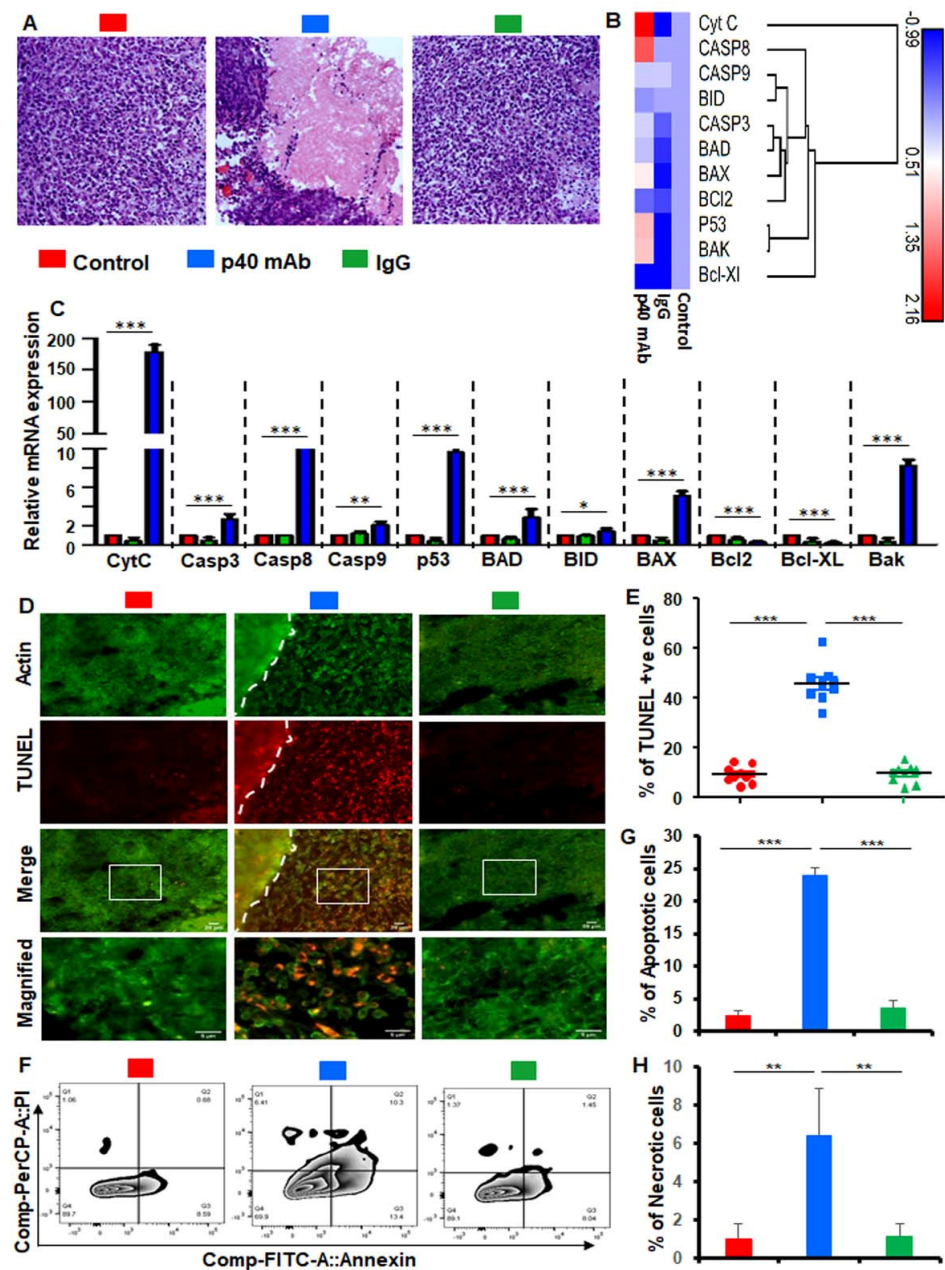 A
B
Cyt C
CASP8
CASP9
BID
CASP3
BAD
BAX
BCl2
P53
BAK
Bcl-Xl
p40 mAb
IgG
Control
-0.99
0.51
1.35
2.16
Control
p40 mAb
IgG
C
Relative mRNA expression
200
150
100
50
10
6
4
2
0
***
***
***
**
***
***
*
***
***
***
***
CytC Casp3 Casp8 Casp9 p53 BAD BID BAX Bcl2 Bcl-XL Bak
D
Actin
TUNEL
Merge
Magnified
E
% of TUNEL +ve cells
80
60
40
20
0
*** ***
G
% of Apoptotic cells
30
25
20
15
10
5
0
*** ***
F
Comp-PerCP-A::PI
Q1
1.06
Q2
0.68
Q4
89.7
Q3
8.59
Q1
6.41
Q2
10.3
Q4
69.9
Q3
13.4
Q1
1.37
Q2
1.45
Q4
89.1
Q3
8.04
Comp-FITC-A::Annexin
H
% of Necrotic cells
10
8
6
4
2
0
** **